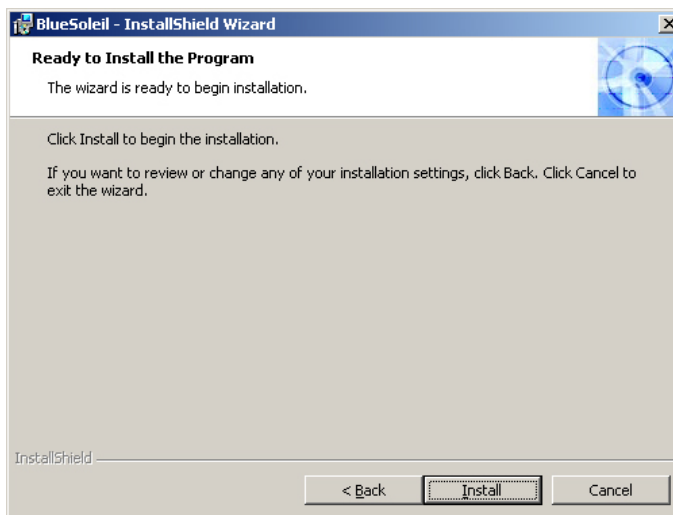 BlueSoleil - InstallShield Wizard
Ready to Install the Program
The wizard is ready to begin installation.
Click Install to begin the installation.
If you want to review or change any of your installation settings, click Back. Click Cancel to
exit the wizard.
InstallShield
< Back
Install
Cancel